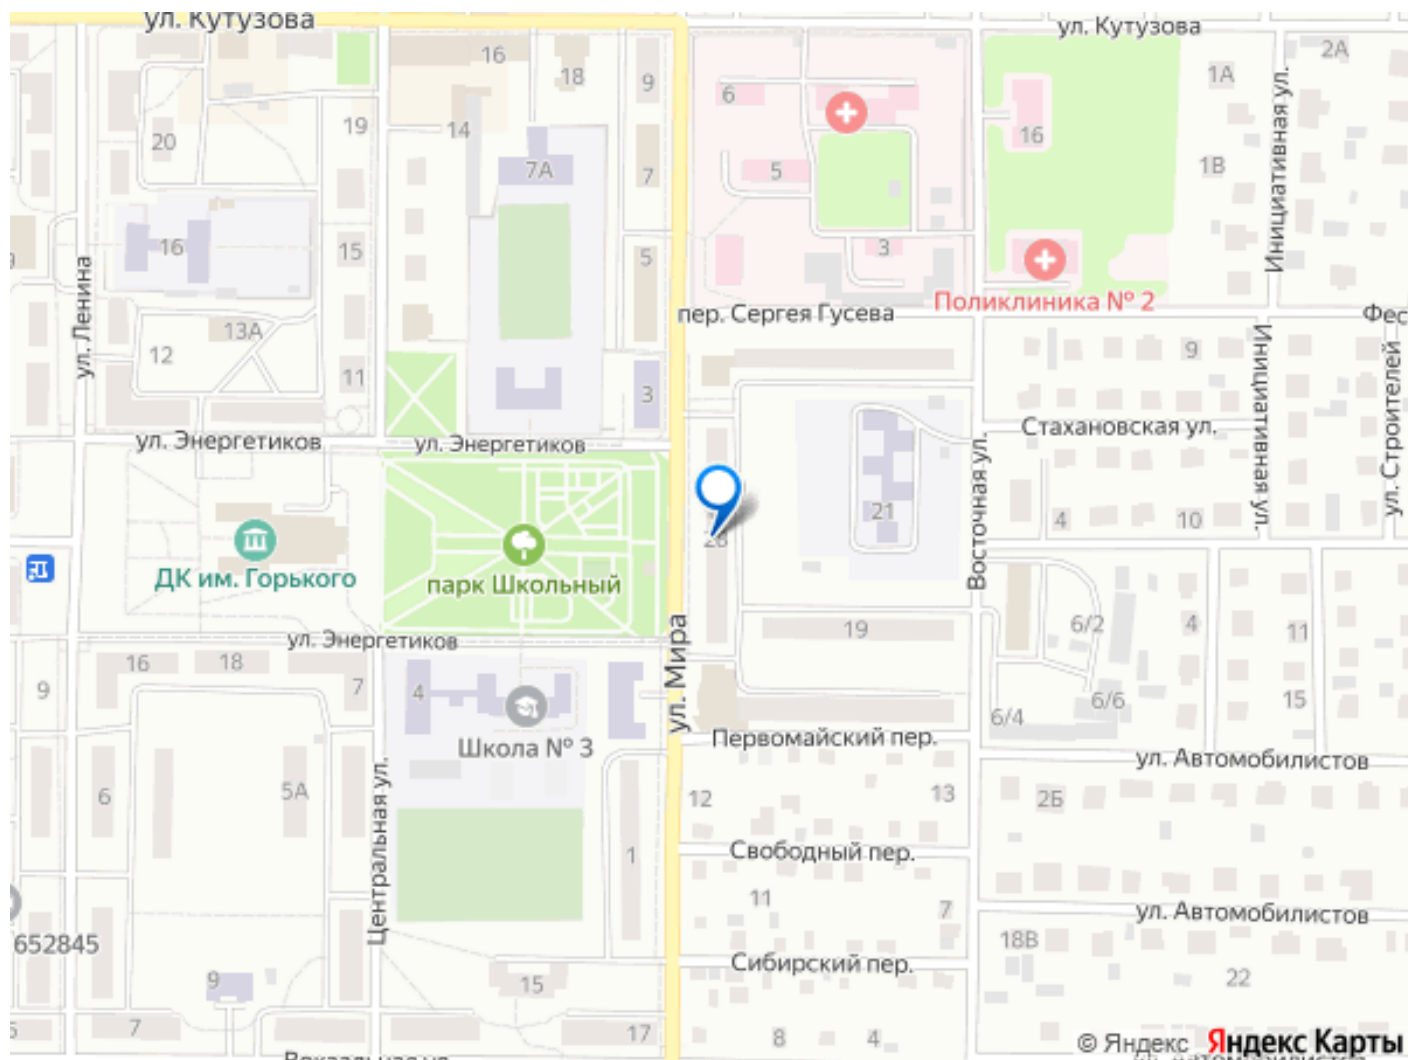 ул. Кутузова
ул. Кутузова
16
18
9
2А
1А
6
20
19
14
16
Инициативная ул.
7А
7
5
1В
16
15
5
3
ул. Ленина
Поликлиника № 2
пер. Сергея Гусева
Фес
13А
12
11
9
3
Инициативная ул.
ул. Строителей
Стахановская ул.
ул. Энергетиков
ул. Энергетиков
Восточная ул.
21
4
10
ДК им. Горького
парк Школьный
ул. Энергетиков
ул. Мира
19
6/2
4
11
16
18
7
9
4
6/6
15
6/4
Школа № 3
Первомайский пер.
ул. Автомобилистов
Центральная ул.
5А
6
12
13
2Б
1
Свободный пер.
11
7
ул. Автомобилистов
652845
18В
Сибирский пер.
9
15
22
7
17
8
4
© Яндекс Яндекс Карты